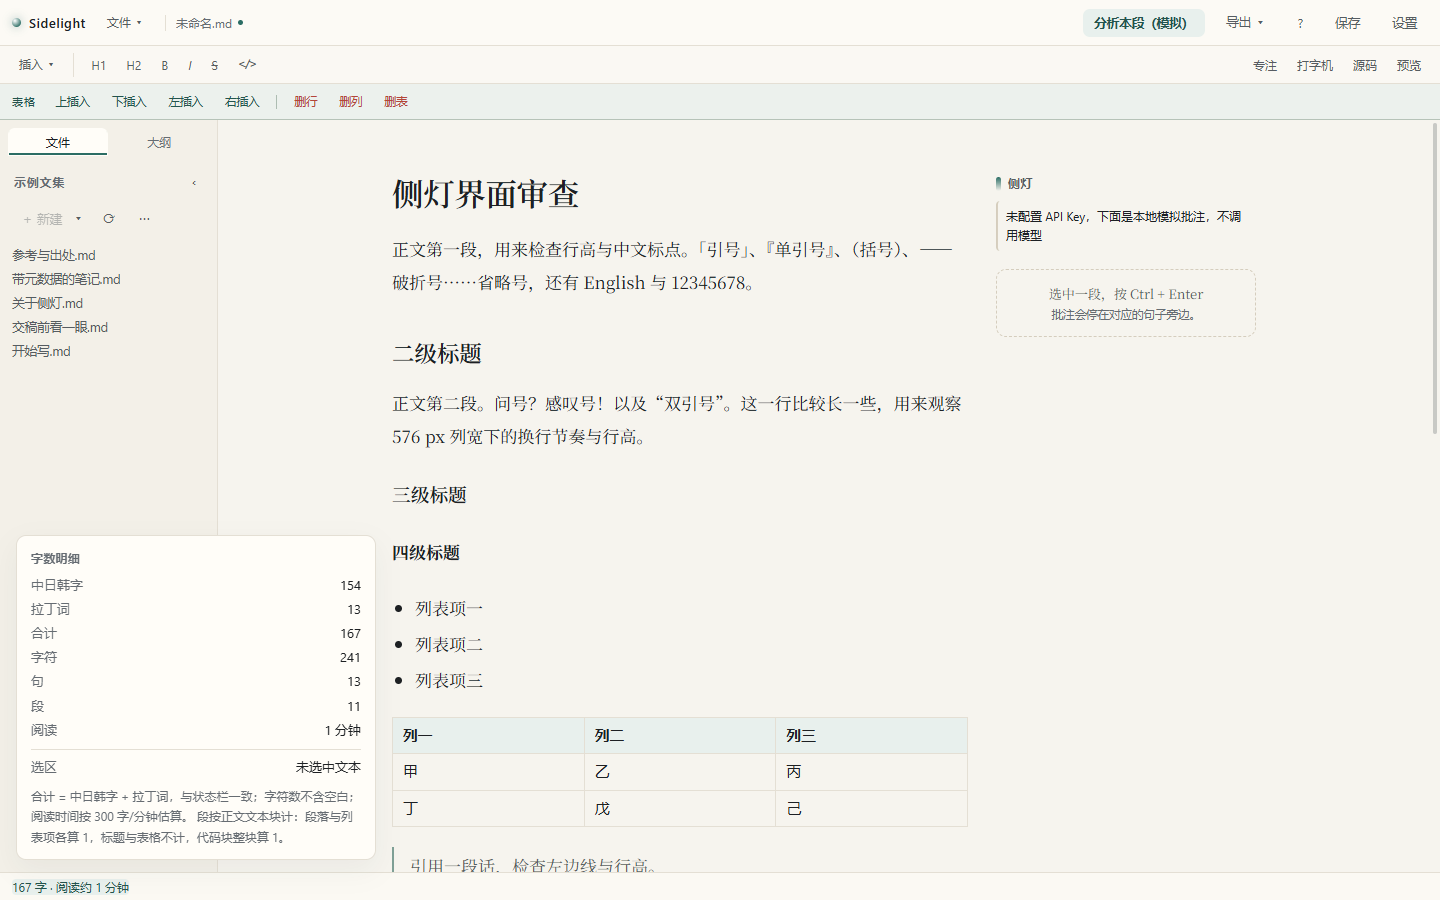 Sidelight 文件 未命名.md 分析本段（模拟） 导出 ? 保存 设置
插入 H1 H2 B I S </> 专注 打字机 源码 预览
表格 上插入 下插入 左插入 右插入 删行 删列 删表
文件 大纲
示例文集
+ 新建 ...
参考与出处.md
带元数据的笔记.md
关于侧灯.md
交稿前看一眼.md
开始写.md
侧灯界面审查
正文第一段，用来检查行高与中文标点。「引号」、『单引号』、（括号）、——
破折号……省略号，还有 English 与 12345678。
二级标题
正文第二段。问号？感叹号！以及“双引号”。这一行比较长一些，用来观察
576 px 列宽下的换行节奏与行高。
三级标题
四级标题
列表项一
列表项二
列表项三
列一 列二 列三
甲 乙 丙
丁 戊 己
引用一段话，检查左边线与行高。
侧灯
未配置 API Key，下面是本地模拟批注，不调
用模型
选中一段，按 Ctrl + Enter
批注会停在对应的句子旁边。
字数明细
中日韩字 154
拉丁词 13
合计 167
字符 241
句 13
段 11
阅读 1 分钟
选区 未选中文本
合计 = 中日韩字 + 拉丁词，与状态栏一致；字符数不含空白；
阅读时间按 300 字/分钟估算。 段按正文文本块计：段落与列
表项各算 1，标题与表格不计，代码块整块算 1。
167 字 · 阅读约 1 分钟